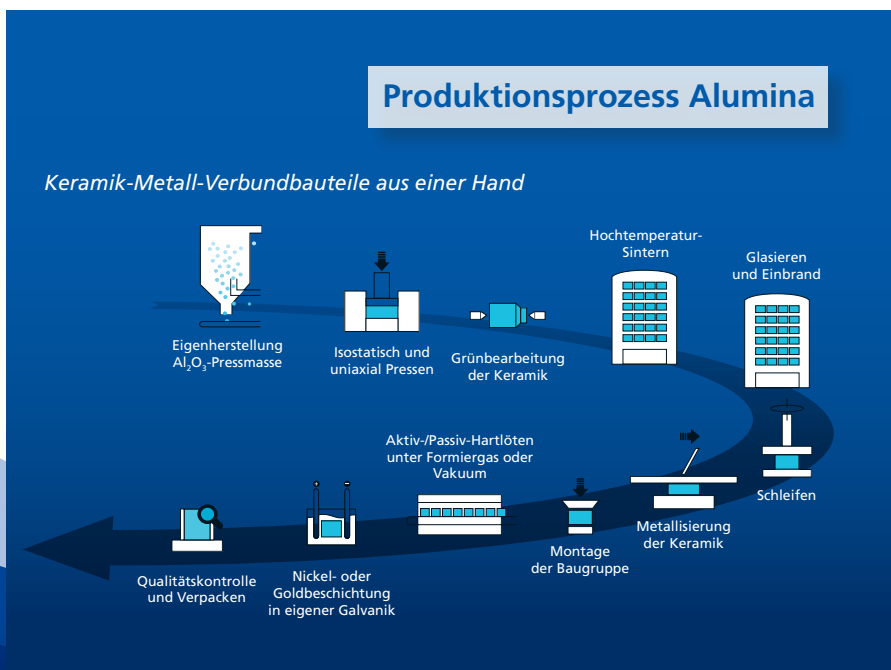 Produktionsprozess Alumina
Keramik-Metall-Verbundbauteile aus einer Hand
Eigenherstellung
Al₂O₃-Pressmasse
Isostatisch und
uniaxial Pressen
Grünbearbeitung
der Keramik
Hochtemperatur-
Sintern
Glasieren
und Einbrand
Schleifen
Metallisierung
der Keramik
Montage
der Baugruppe
Aktiv-/Passiv-Hartlöten
unter Formiergas oder
Vakuum
Nickel- oder
Goldbeschichtung
in eigener Galvanik
Qualitätskontrolle
und Verpacken